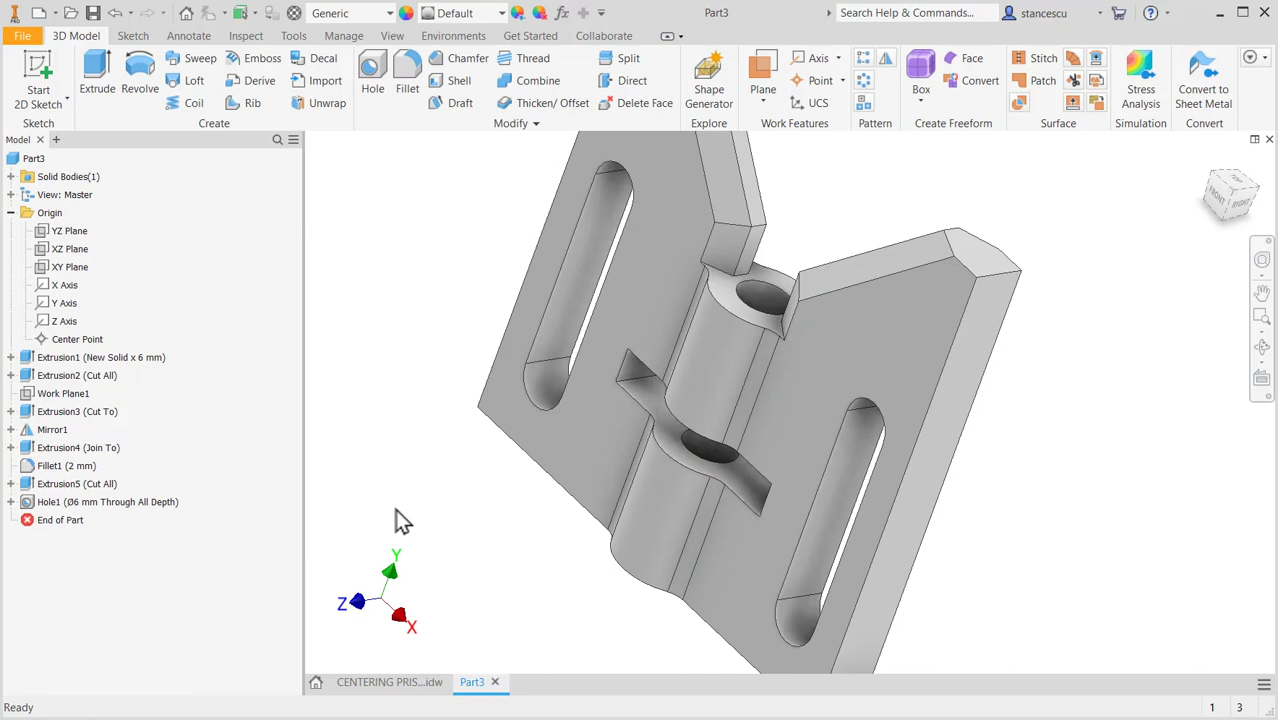 PRO
Generic
Default
Part3
Search Help & Commands...
stancescu
File
3D Model
Sketch
Annotate
Inspect
Tools
Manage
View
Environments
Get Started
Collaborate
Start
2D Sketch
Sketch
Extrude
Revolve
Sweep
Loft
Coil
Emboss
Derive
Rib
Decal
Import
Unwrap
Create
Hole
Fillet
Chamfer
Shell
Draft
Thread
Combine
Thicken/ Offset
Split
Direct
Delete Face
Modify
Shape
Generator
Explore
Plane
Axis
Point
UCS
Work Features
Pattern
Box
Face
Convert
Create Freeform
Stitch
Patch
Surface
Stress
Analysis
Simulation
Convert to
Sheet Metal
Convert
Model
Part3
Solid Bodies(1)
View: Master
Origin
YZ Plane
XZ Plane
XY Plane
X Axis
Y Axis
Z Axis
Center Point
Extrusion1 (New Solid x 6 mm)
Extrusion2 (Cut All)
Work Plane1
Extrusion3 (Cut To)
Mirror1
Extrusion4 (Join To)
Fillet1 (2 mm)
Extrusion5 (Cut All)
Hole1 (Ø6 mm Through All Depth)
End of Part
FRONT
RIGHT
Y
Z
X
CENTERING PRIS....idw
Part3
Ready
1
3